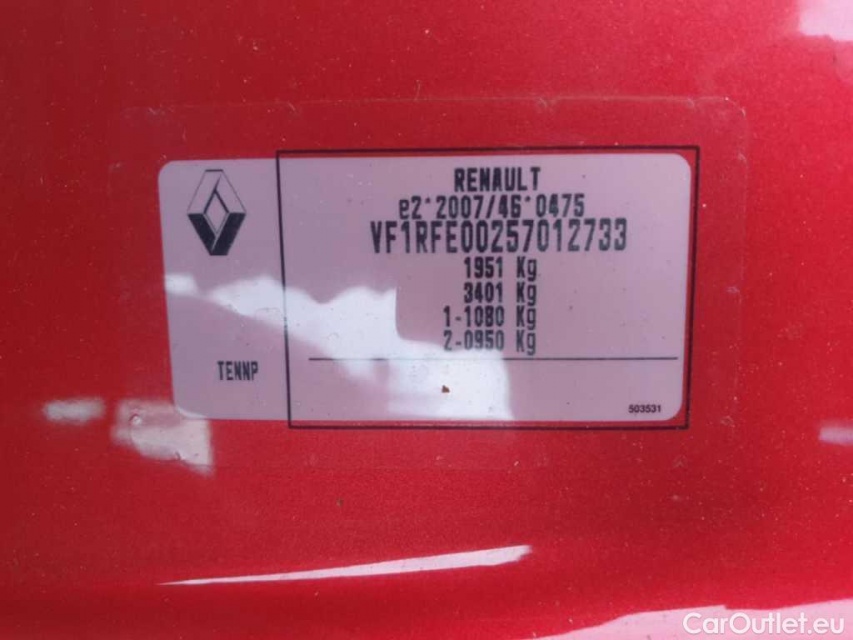 RENAULT
e2*2007/46*0475
VF1RFE00257012733
1951 Kg
3401 Kg
1-1080 Kg
2-0950 Kg
TENNP
503531
CarOutlet.eu